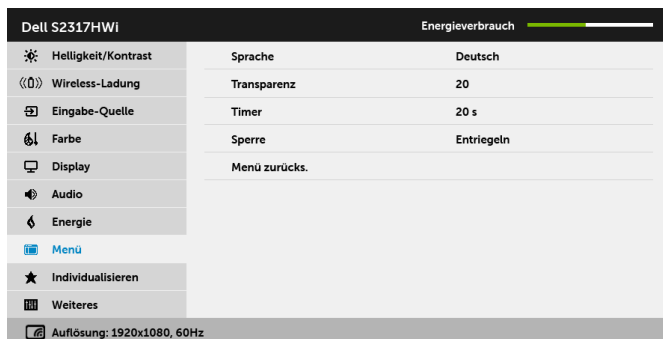 Dell S2317HWi Energieverbrauch
Helligkeit/Kontrast Sprache Deutsch
Wireless-Ladung Transparenz 20
Eingabe-Quelle Timer 20 s
Farbe Sperre Entriegeln
Display Menü zurücks.
Audio
Energie
Menü
Individualisieren
Weiteres
Auflösung: 1920x1080, 60Hz